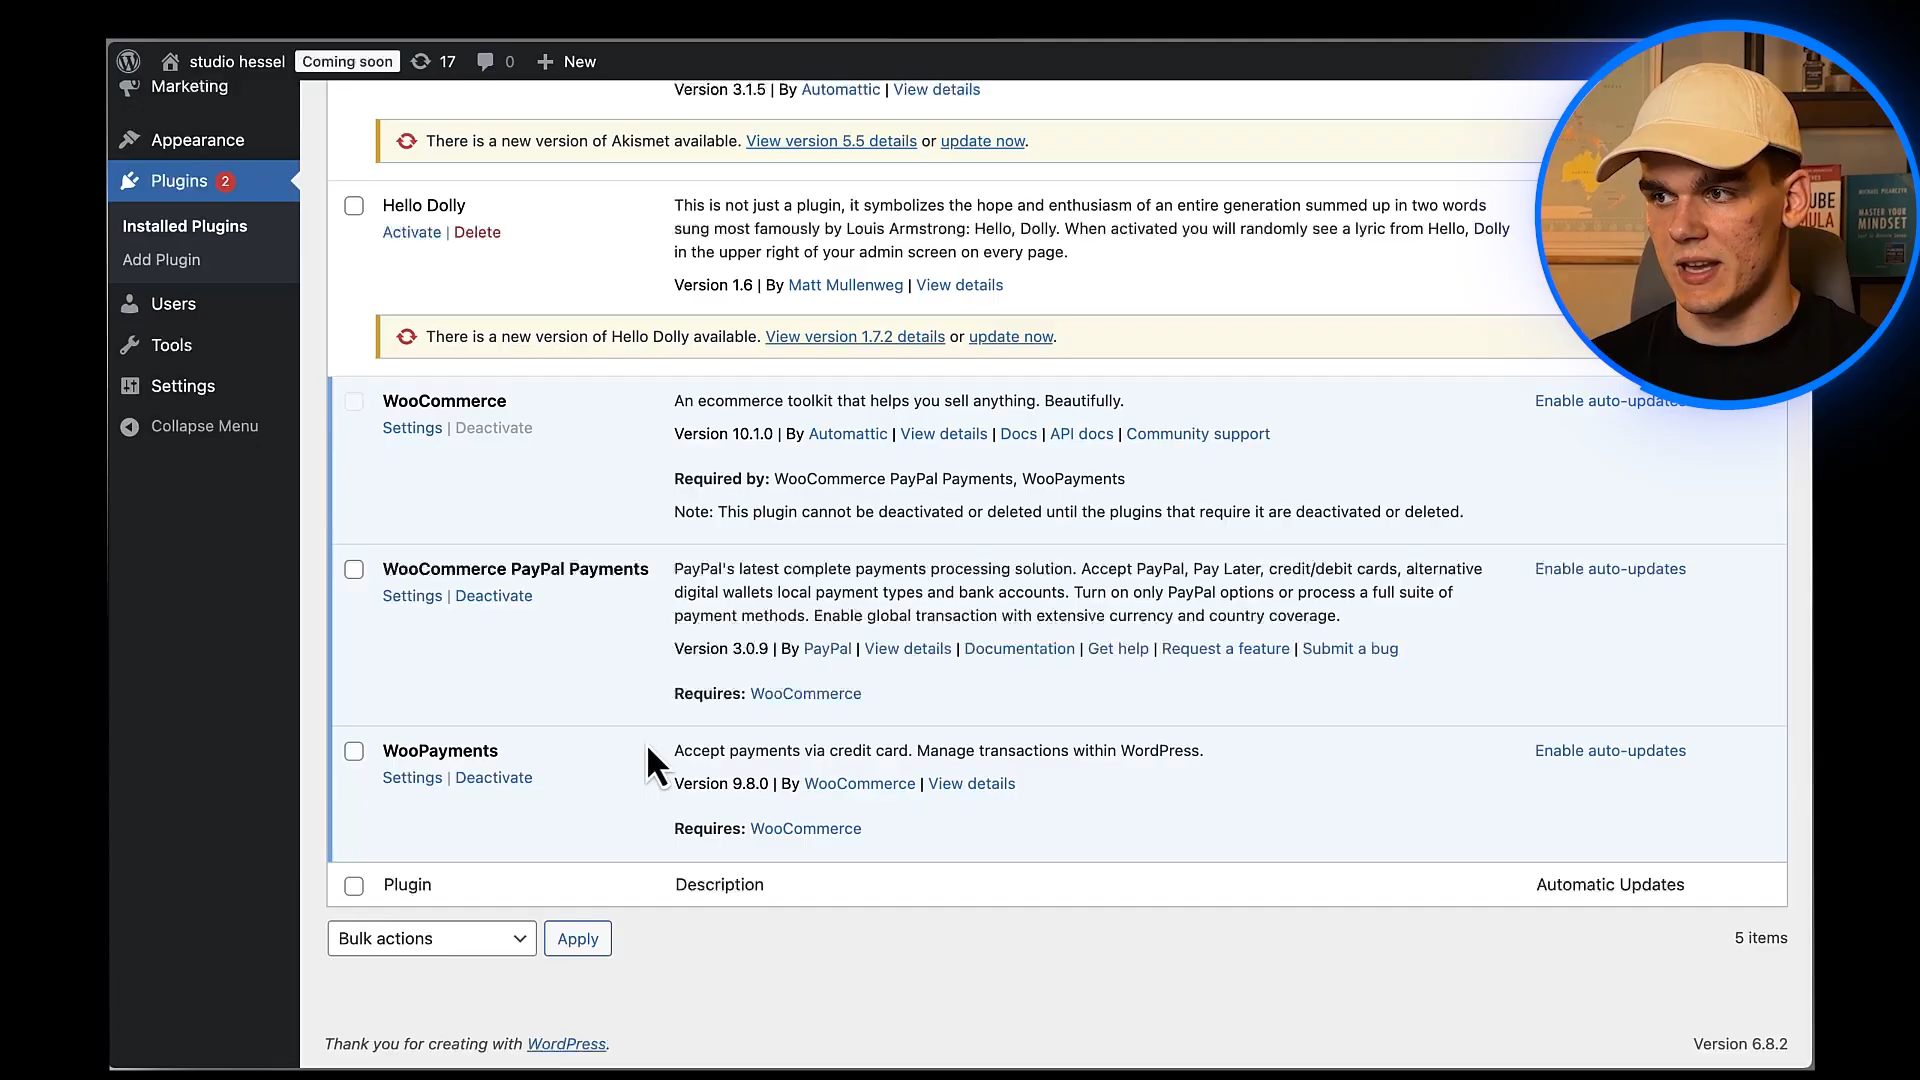 studio hessel Coming soon 17 0 New
Marketing
Appearance
Plugins 2
Installed Plugins
Add Plugin
Users
Tools
Settings
Collapse Menu
Version 3.1.5 | By Automattic | View details
There is a new version of Akismet available. View version 5.5 details or update now.
Hello Dolly
Activate | Delete
This is not just a plugin, it symbolizes the hope and enthusiasm of an entire generation summed up in two words
sung most famously by Louis Armstrong: Hello, Dolly. When activated you will randomly see a lyric from Hello, Dolly
in the upper right of your admin screen on every page.
Version 1.6 | By Matt Mullenweg | View details
There is a new version of Hello Dolly available. View version 1.7.2 details or update now.
WooCommerce
Settings | Deactivate
An ecommerce toolkit that helps you sell anything. Beautifully.
Version 10.1.0 | By Automattic | View details | Docs | API docs | Community support
Required by: WooCommerce PayPal Payments, WooPayments
Note: This plugin cannot be deactivated or deleted until the plugins that require it are deactivated or deleted.
Enable auto-updates
WooCommerce PayPal Payments
Settings | Deactivate
PayPal's latest complete payments processing solution. Accept PayPal, Pay Later, credit/debit cards, alternative
digital wallets local payment types and bank accounts. Turn on only PayPal options or process a full suite of
payment methods. Enable global transaction with extensive currency and country coverage.
Version 3.0.9 | By PayPal | View details | Documentation | Get help | Request a feature | Submit a bug
Requires: WooCommerce
Enable auto-updates
WooPayments
Settings | Deactivate
Accept payments via credit card. Manage transactions within WordPress.
Version 9.8.0 | By WooCommerce | View details
Requires: WooCommerce
Enable auto-updates
Plugin Description Automatic Updates
Bulk actions Apply 5 items
Thank you for creating with WordPress. Version 6.8.2
MICHAEL PILARCZYK
MASTER YOUR
MINDSET